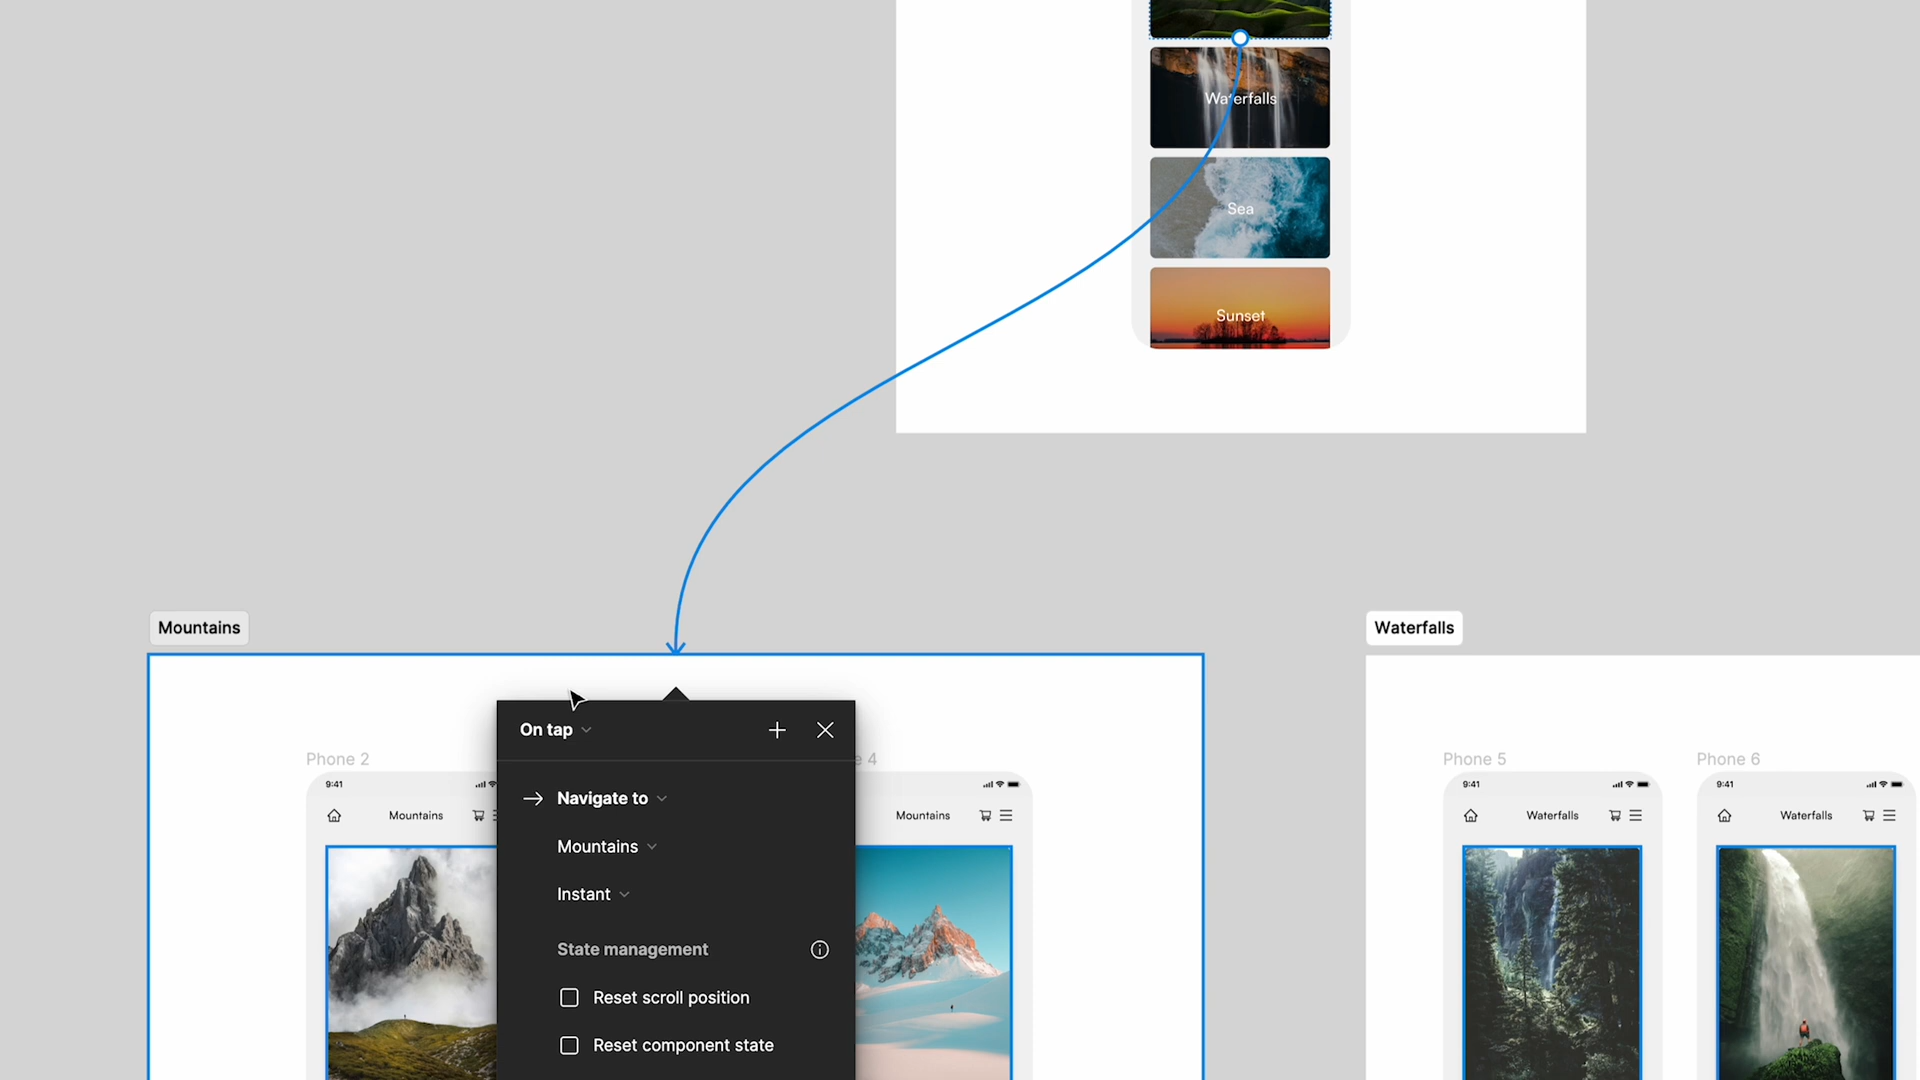 Waterfalls
Sea
Sunset
Mountains
Waterfalls
On tap
Navigate to
Mountains
Instant
State management
Reset scroll position
Reset component state
Phone 2
9:41
Mountains
e 4
Mountains
Phone 5
9:41
Waterfalls
Phone 6
9:41
Waterfalls